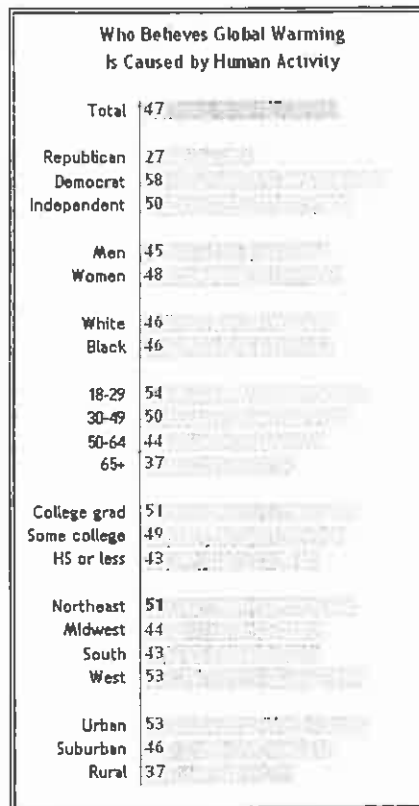 Who Believes Global Warming
Is Caused by Human Activity
Total 47
Republican 27
Democrat 58
Independent 50
Men 45
Women 48
White 46
Black 46
18-29 54
30-49 50
50-64 44
65+ 37
College grad 51
Some college 49
HS or less 43
Northeast 51
Midwest 44
South 43
West 53
Urban 53
Suburban 46
Rural 37